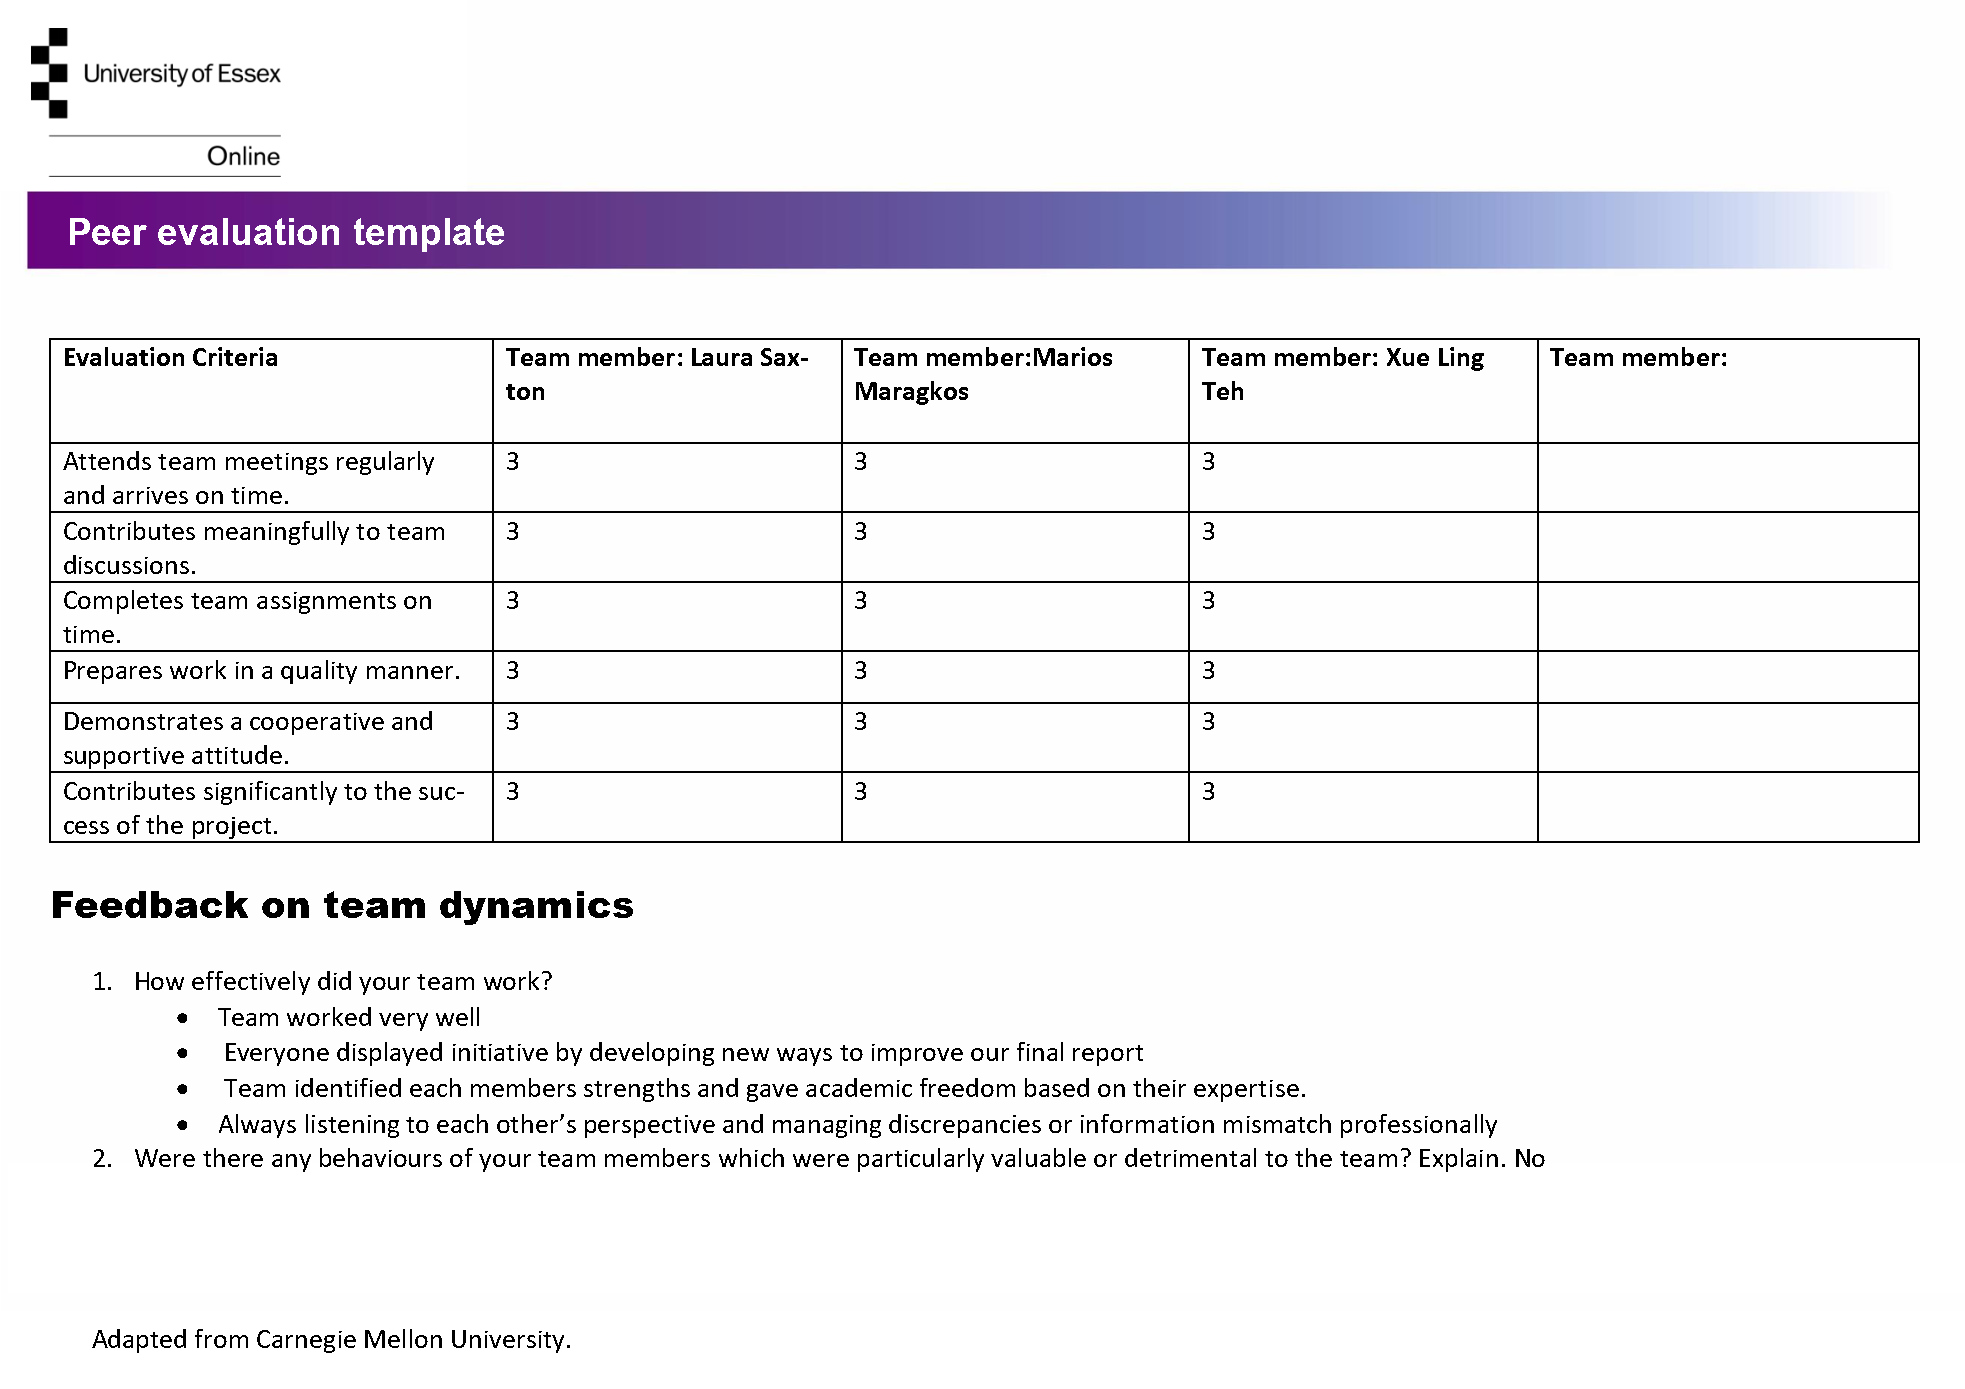 University of Essex
Online
Peer evaluation template
Evaluation Criteria Team member: Laura Sax- Team member:Marios Team member: Xue Ling Team member:
ton Maragkos Teh
Attends team meetings regularly 3 3 3
and arrives on time.
Contributes meaningfully to team 3 3 3
discussions.
Completes team assignments on 3 3 3
time.
Prepares work in a quality manner. 3 3 3
Demonstrates a cooperative and 3 3 3
supportive attitude.
Contributes significantly to the suc- 3 3 3
cess of the project.
Feedback on team dynamics
1. How effectively did your team work?
• Team worked very well
• Everyone displayed initiative by developing new ways to improve our final report
• Team identified each members strengths and gave academic freedom based on their expertise.
• Always listening to each other’s perspective and managing discrepancies or information mismatch professionally
2. Were there any behaviours of your team members which were particularly valuable or detrimental to the team? Explain. No
Adapted from Carnegie Mellon University.